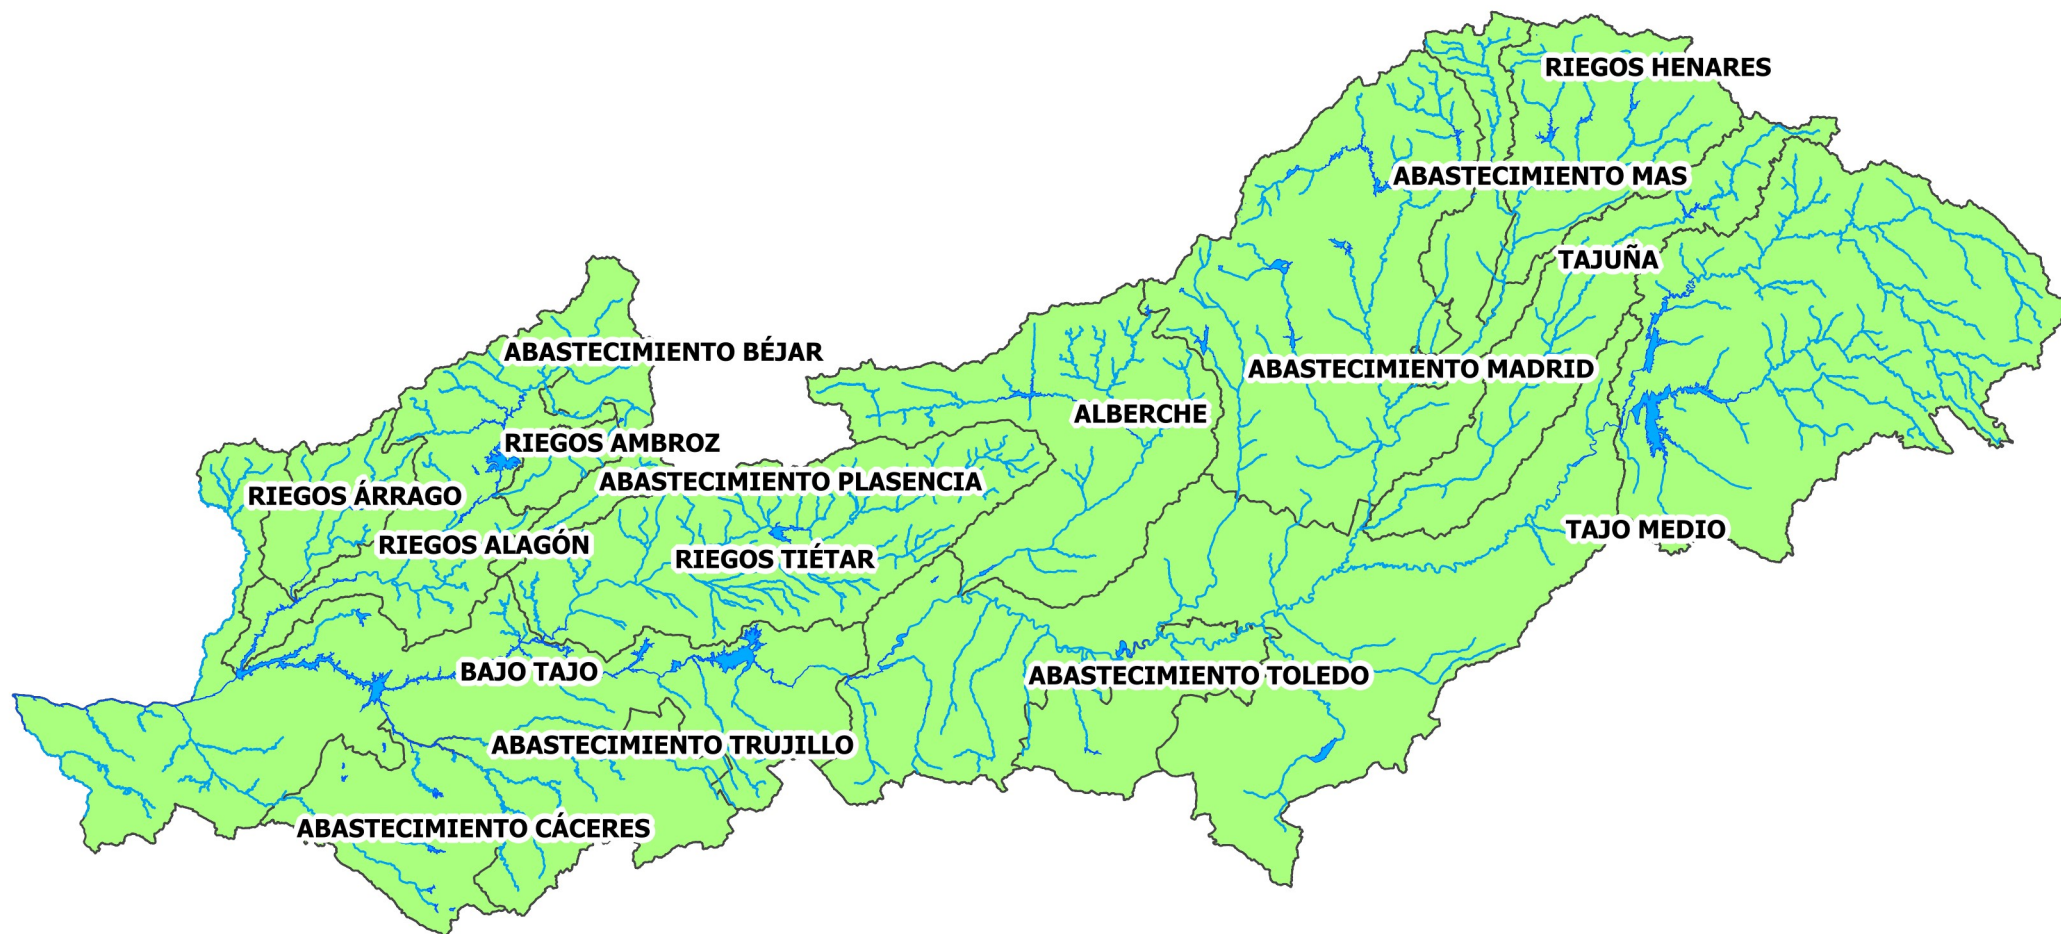 RIEGOS HENARES
ABASTECIMIENTO MAS
TAJUÑA
ABASTECIMIENTO BÉJAR
ABASTECIMIENTO MADRID
ALBERCHE
RIEGOS AMBROZ
ABASTECIMIENTO PLASENCIA
RIEGOS ÁRRAGO
TAJO MEDIO
RIEGOS ALAGÓN
RIEGOS TIÉTAR
BAJO TAJO
ABASTECIMIENTO TOLEDO
ABASTECIMIENTO TRUJILLO
ABASTECIMIENTO CÁCERES